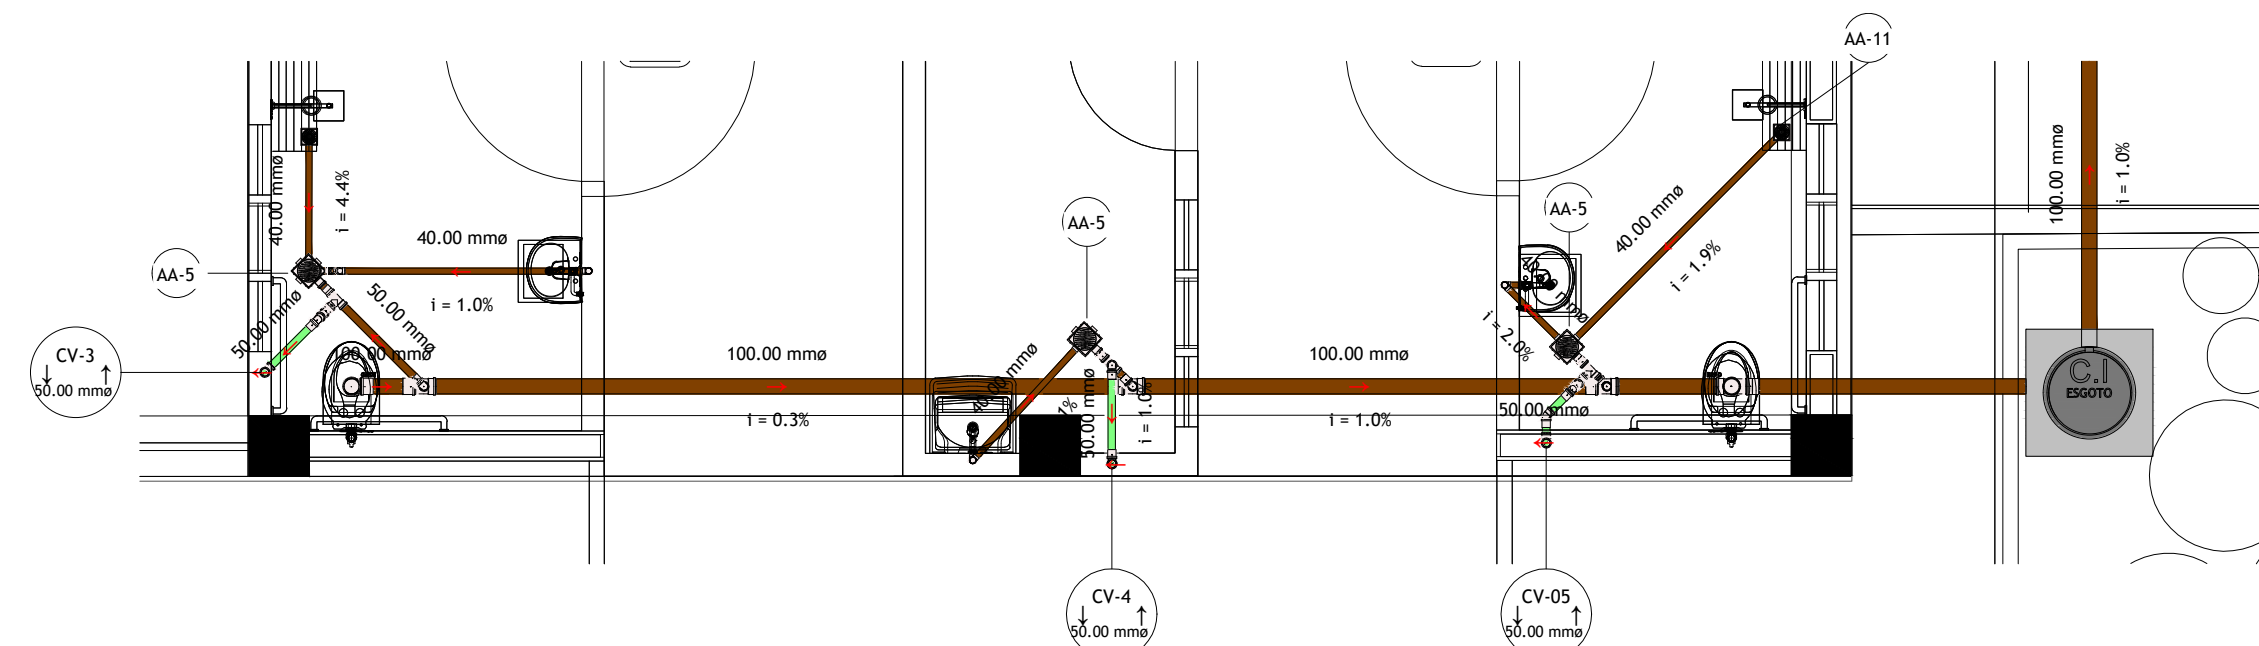 AA-11
40.00 mmø
i = 4.4%
40.00 mmø
i = 1.0%
AA-5
50.00 mmø
50.00 mmø
100.00 mmø
CV-3
50.00 mmø
100.00 mmø
i = 0.3%
AA-5
40.00 mmø
1%
50.00 mmø
i = 1.0%
100.00 mmø
i = 1.0%
AA-5
40.00 mmø
i = 1.9%
i = 2.0%
50.00 mmø
100.00 mmø
i = 1.0%
C.I
ESGOTO
CV-4
50.00 mmø
CV-05
50.00 mmø